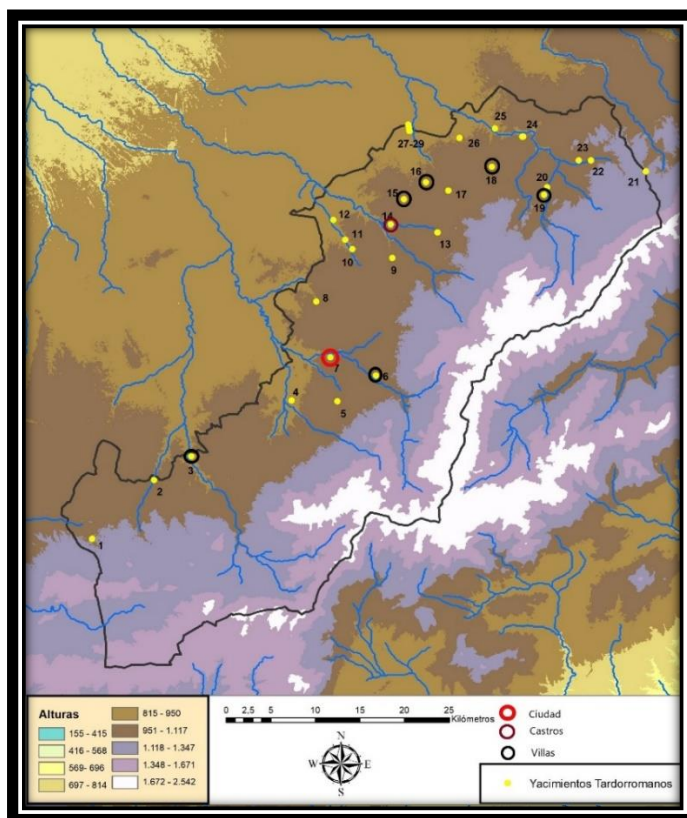 25
24
27-29
26
23
22
18
16
21
17
20
15
19
12
14
13
11
10
9
8
7
6
4
5
3
2
1
Alturas
155 - 415
416 - 568
569- 696
697 - 814
815 - 950
951 - 1.117
1.118 - 1.347
1.348 - 1.671
1.672 - 2.542
0 2.5 5 10 15 20 25
Kilómetros
N
W E
S
Ciudad
Castros
Villas
Yacimientos Tardorromanos